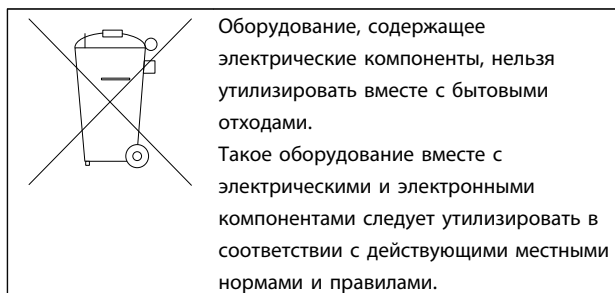 Оборудование, содержащее
электрические компоненты, нельзя
утилизировать вместе с бытовыми
отходами.
Такое оборудование вместе с
электрическими и электронными
компонентами следует утилизировать в
соответствии с действующими местными
нормами и правилами.